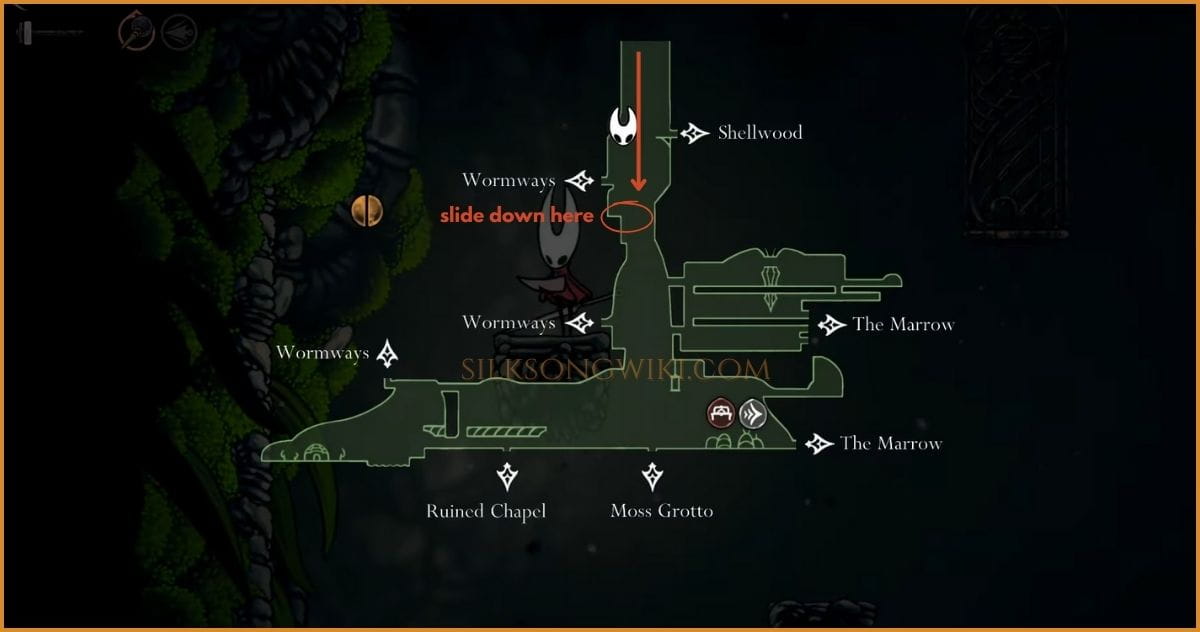 Shellwood
Wormways
slide down here
Wormways
The Marrow
Wormways
SILKSONGWIKI.COM
The Marrow
Ruined Chapel
Moss Grotto